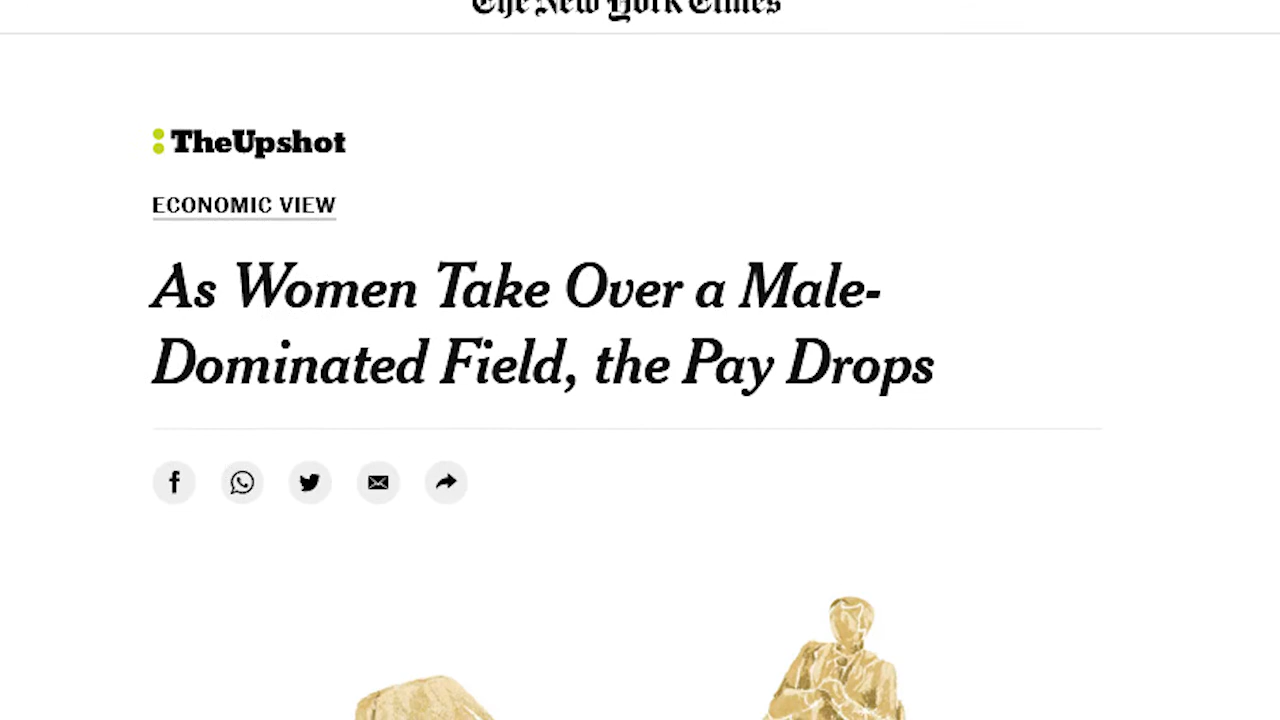 The New York Times
TheUpshot
ECONOMIC VIEW
As Women Take Over a Male-
Dominated Field, the Pay Drops